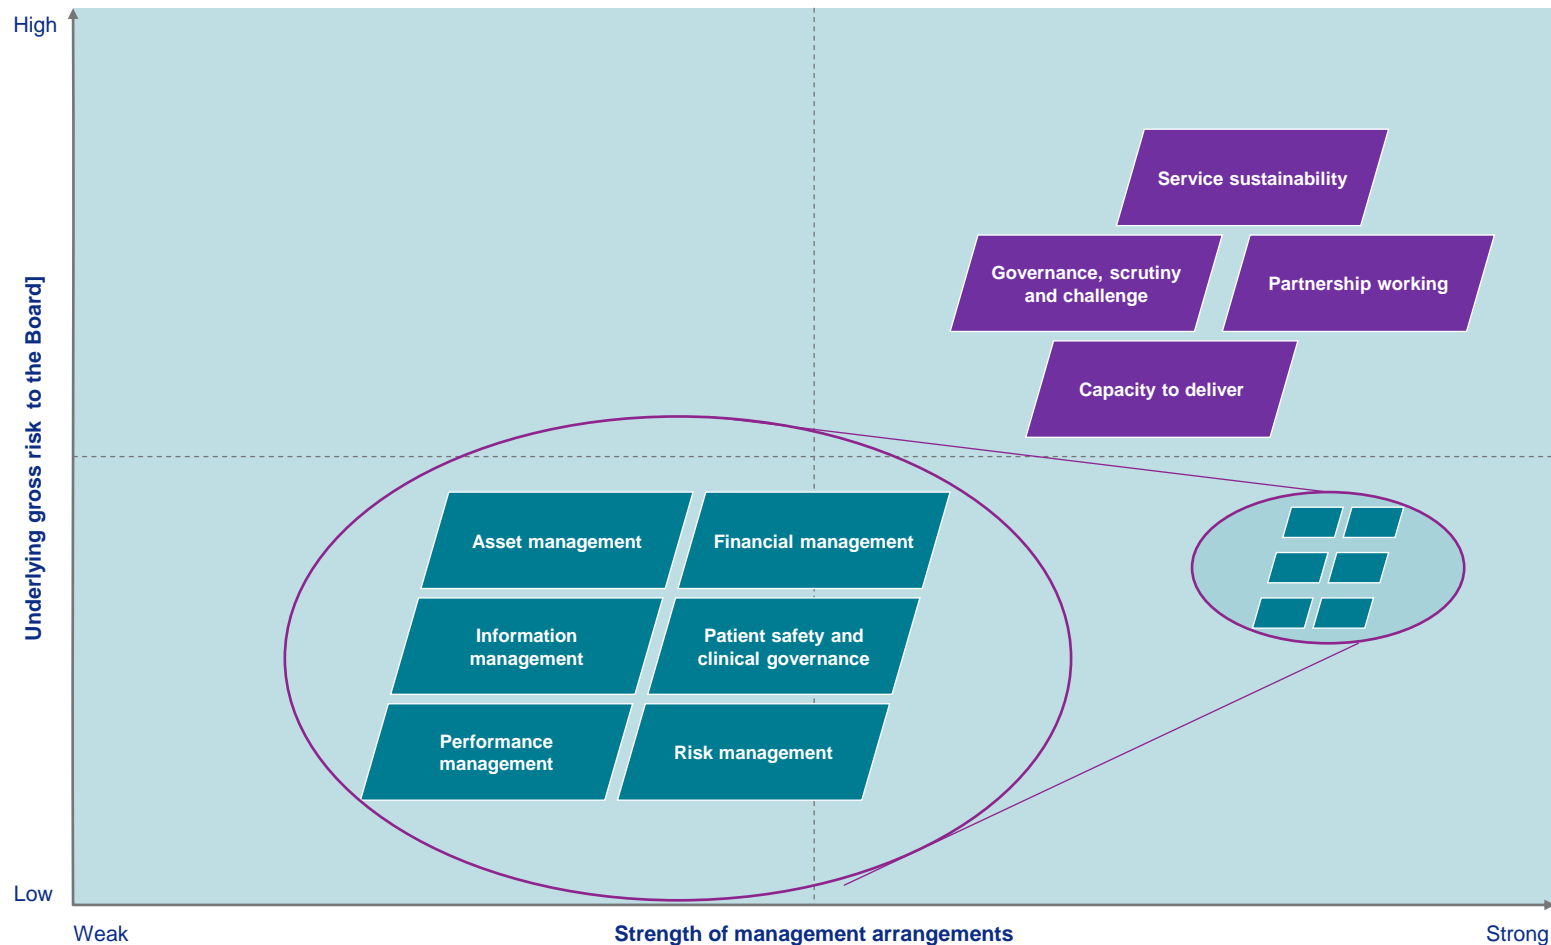 High
Service sustainability
Governance, scrutiny
and challenge
Partnership working
Capacity to deliver
Underlying gross risk to the Board]
Asset management
Financial management
Information
management
Patient safety and
clinical governance
Performance
management
Risk management
Low
Weak
Strength of management arrangements
Strong